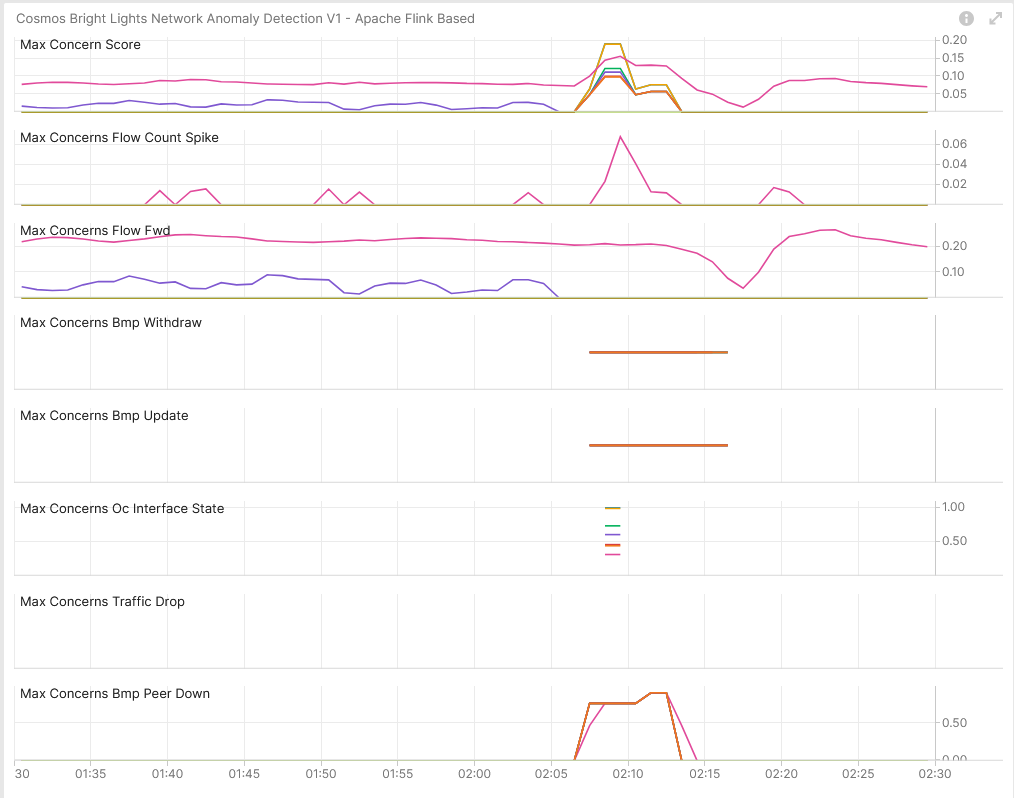 Cosmos Bright Lights Network Anomaly Detection V1 - Apache Flink Based
Max Concern Score
0.20
0.15
0.10
0.05
Max Concerns Flow Count Spike
0.06
0.04
0.02
Max Concerns Flow Fwd
0.20
0.10
Max Concerns Bmp Withdraw
Max Concerns Bmp Update
Max Concerns Oc Interface State
1.00
0.50
Max Concerns Traffic Drop
Max Concerns Bmp Peer Down
0.50
0.00
30 01:35 01:40 01:45 01:50 01:55 02:00 02:05 02:10 02:15 02:20 02:25 02:30